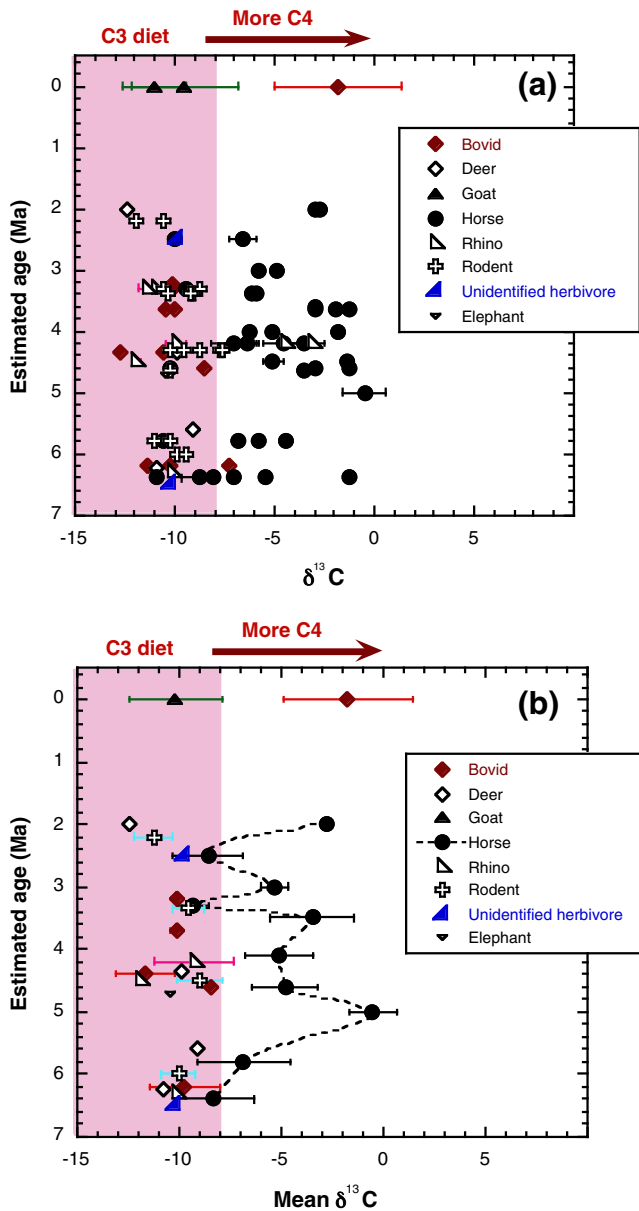 C3 diet
More C4
(a)
0
1
2
3
4
5
6
7
Estimated age (Ma)
Bovid
Deer
Goat
Horse
Rhino
Rodent
Unidentified herbivore
Elephant
-15 -10 -5 0 5
δ¹³ C
More C4
C3 diet
(b)
0
1
2
3
4
5
6
7
Estimated age (Ma)
Bovid
Deer
Goat
Horse
Rhino
Rodent
Unidentified herbivore
Elephant
-15 -10 -5 0 5
Mean δ¹³ C